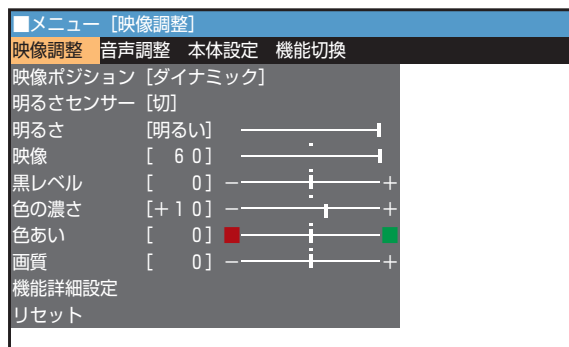 ■メニュー [映像調整]
映像調整 音声調整 本体設定 機能切換
映像ポジション [ダイナミック]
明るさセンサー [切]
明るさ [明るい]
映像 [ 60]
黒レベル [ 0] − +
色の濃さ [+10] − +
色あい [ 0]
画質 [ 0] − +
機能詳細設定
リセット